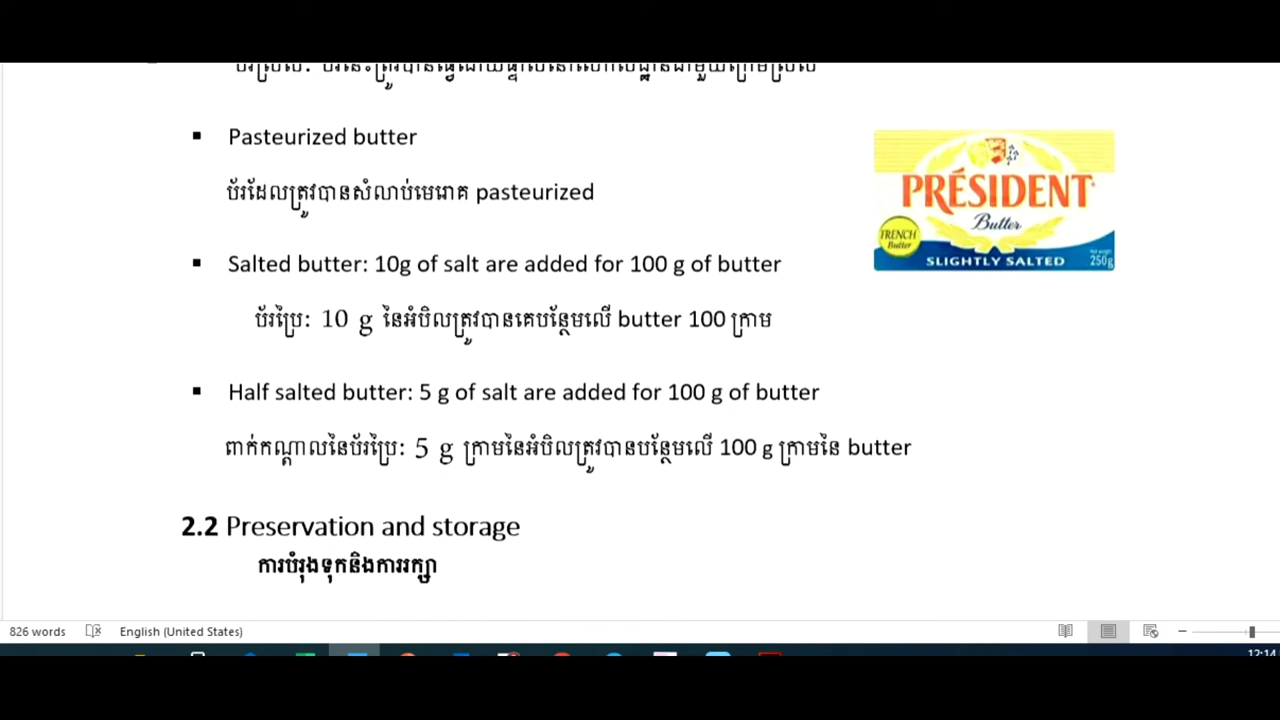 Pasteurized butter
ប័រដែលត្រូវបានសំលាប់មេរោគ pasteurized
PRÉSIDENT
Butter
FRENCH
Butter
SLIGHTLY SALTED
Net weight
250g
Salted butter: 10g of salt are added for 100 g of butter
ប័រប្រៃ: 10 g នៃអំបិលត្រូវបានគេបន្ថែមលើ butter 100 ក្រាម
Half salted butter: 5 g of salt are added for 100 g of butter
ពាក់កណ្តាលនៃប័រប្រៃ: 5 g ក្រាមនៃអំបិលត្រូវបានបន្ថែមលើ 100 g ក្រាមនៃ butter
2.2 Preservation and storage
ការបំរុងទុកនិងការរក្សា
826 words English (United States)
12:14